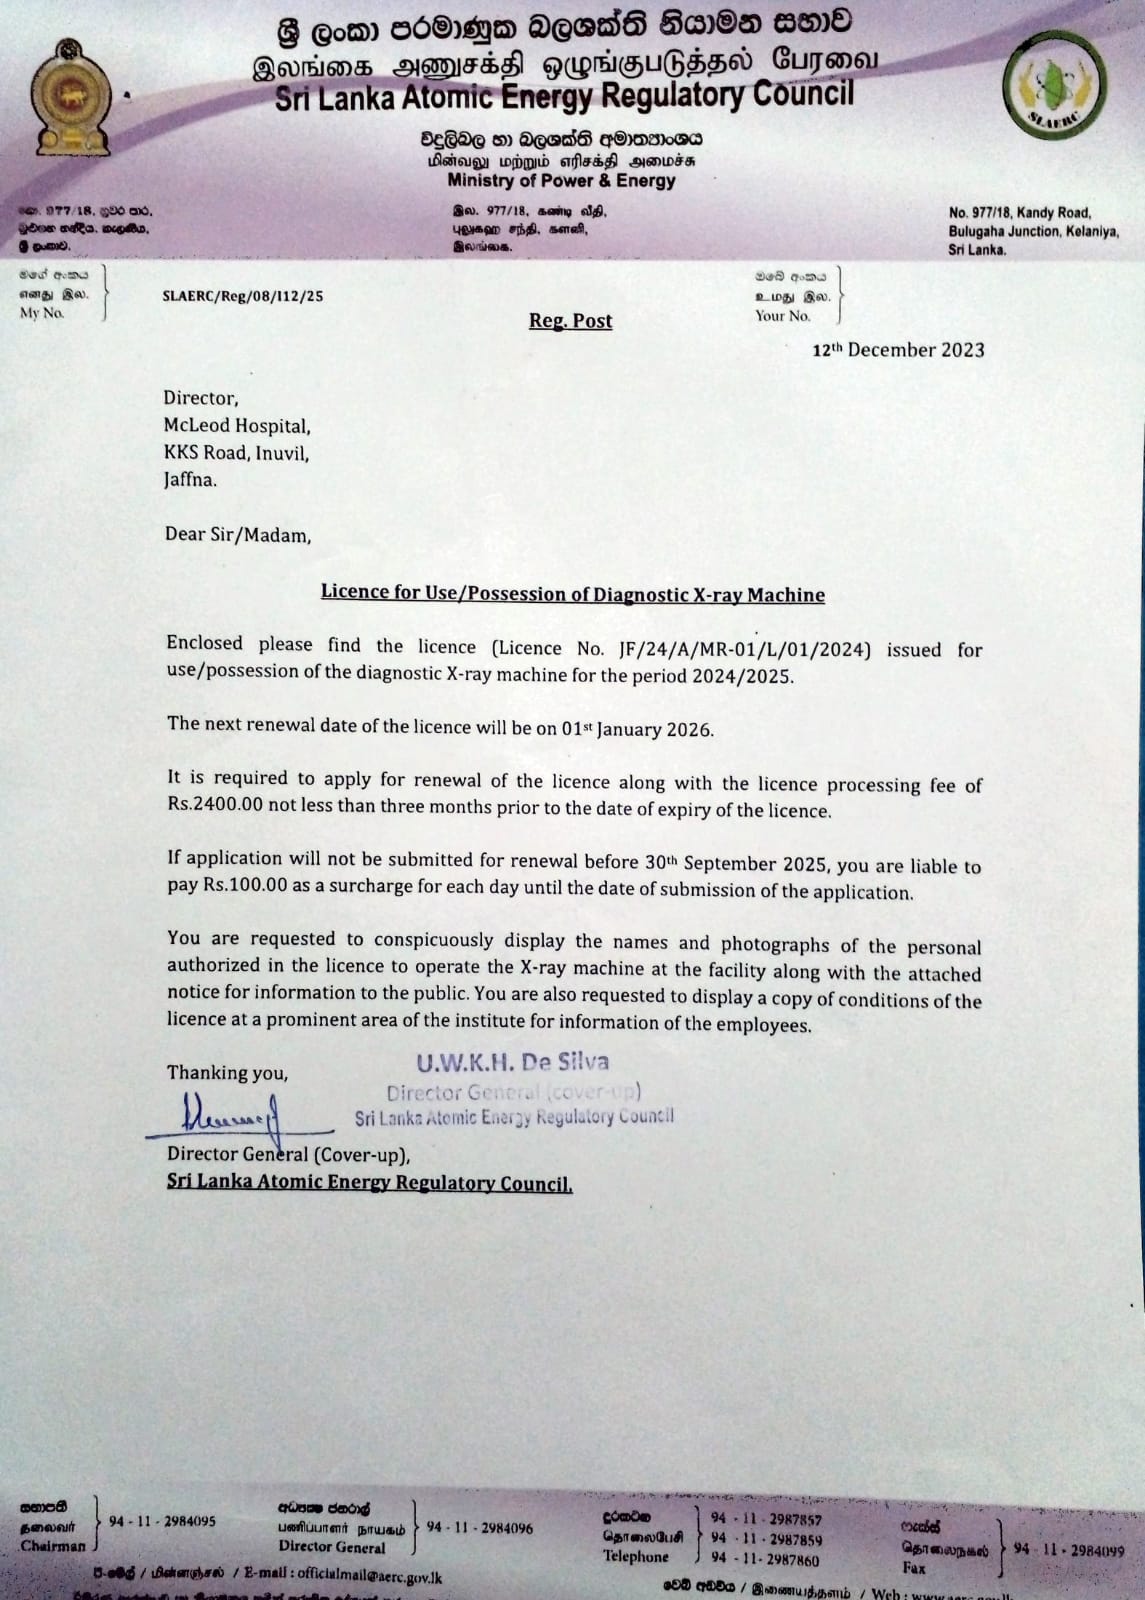 ශ්‍රී ලංකා පරමාණුක බලශක්ති නියාමන සභාව
இலங்கை அணுசக்தி ஒழுங்குபடுத்தல் பேரவை
Sri Lanka Atomic Energy Regulatory Council
SLAERC
විදුලිබල හා බලශක්ති අමාත්‍යාංශය
மின்வலு மற்றும் எரிசக்தி அமைச்சு
Ministry of Power & Energy
නො. 977/18, නුවර පාර,
බුළුගහ හන්දිය, කැලණිය,
ශ්‍රී ලංකාව.
இல. 977/18, கண்டி வீதி,
புலுகஹ சந்தி, களனி,
இலங்கை.
No. 977/18, Kandy Road,
Bulugaha Junction, Kelaniya,
Sri Lanka.
මගේ අංකය
எனது இல.
My No.
SLAERC/Reg/08/I12/25
ඔබේ අංකය
உமது இல.
Your No.
Reg. Post
12th December 2023
Director,
McLeod Hospital,
KKS Road, Inuvil,
Jaffna.
Dear Sir/Madam,
Licence for Use/Possession of Diagnostic X-ray Machine
Enclosed please find the licence (Licence No. JF/24/A/MR-01/L/01/2024) issued for
use/possession of the diagnostic X-ray machine for the period 2024/2025.
The next renewal date of the licence will be on 01st January 2026.
It is required to apply for renewal of the licence along with the licence processing fee of
Rs.2400.00 not less than three months prior to the date of expiry of the licence.
If application will not be submitted for renewal before 30th September 2025, you are liable to
pay Rs.100.00 as a surcharge for each day until the date of submission of the application.
You are requested to conspicuously display the names and photographs of the personal
authorized in the licence to operate the X-ray machine at the facility along with the attached
notice for information to the public. You are also requested to display a copy of conditions of the
licence at a prominent area of the institute for information of the employees.
Thanking you,
U.W.K.H. De Silva
Director General (cover-up)
Sri Lanka Atomic Energy Regulatory Council
Director General (Cover-up),
Sri Lanka Atomic Energy Regulatory Council.
සභාපති
தலைவர்
Chairman
94 - 11 - 2984095
අධ්‍යක්ෂ ජනරාල්
பணிப்பாளர் நாயகம்
Director General
94 - 11 - 2984096
දුරකථන
தொலைபேசி
Telephone
94 - 11 - 2987857
94 - 11 - 2987859
94 - 11- 2987860
ෆැක්ස්
தொலைநகல்
Fax
94 - 11 - 2984099
ඊ-මේල් / மின்னஞ்சல் / E-mail : officialmail@aerc.gov.lk
වෙබ් අඩවිය / இணையத்தளம் / Web :